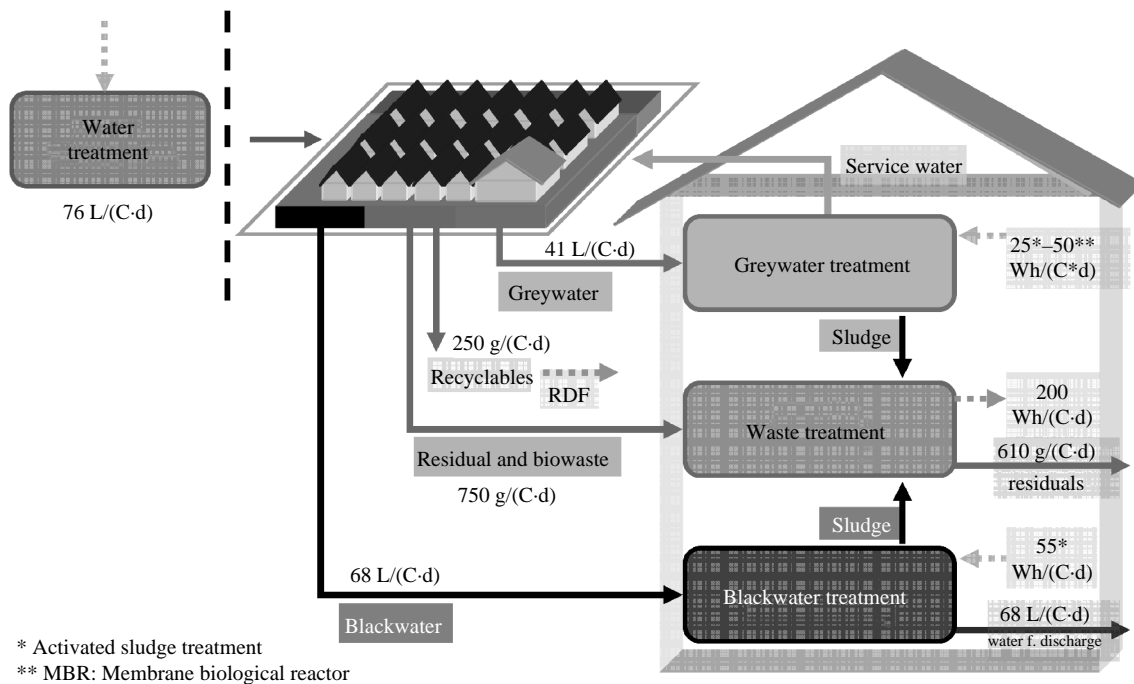 Water
treatment
76 L/(C·d)
Service water
41 L/(C·d)
Greywater
Greywater treatment
25*–50**
Wh/(C*d)
Sludge
250 g/(C·d)
Recyclables
RDF
Waste treatment
200
Wh/(C·d)
610 g/(C·d)
residuals
Residual and biowaste
750 g/(C·d)
Sludge
55*
Wh/(C·d)
68 L/(C·d)
Blackwater
Blackwater treatment
68 L/(C·d)
water f. discharge
* Activated sludge treatment
** MBR: Membrane biological reactor